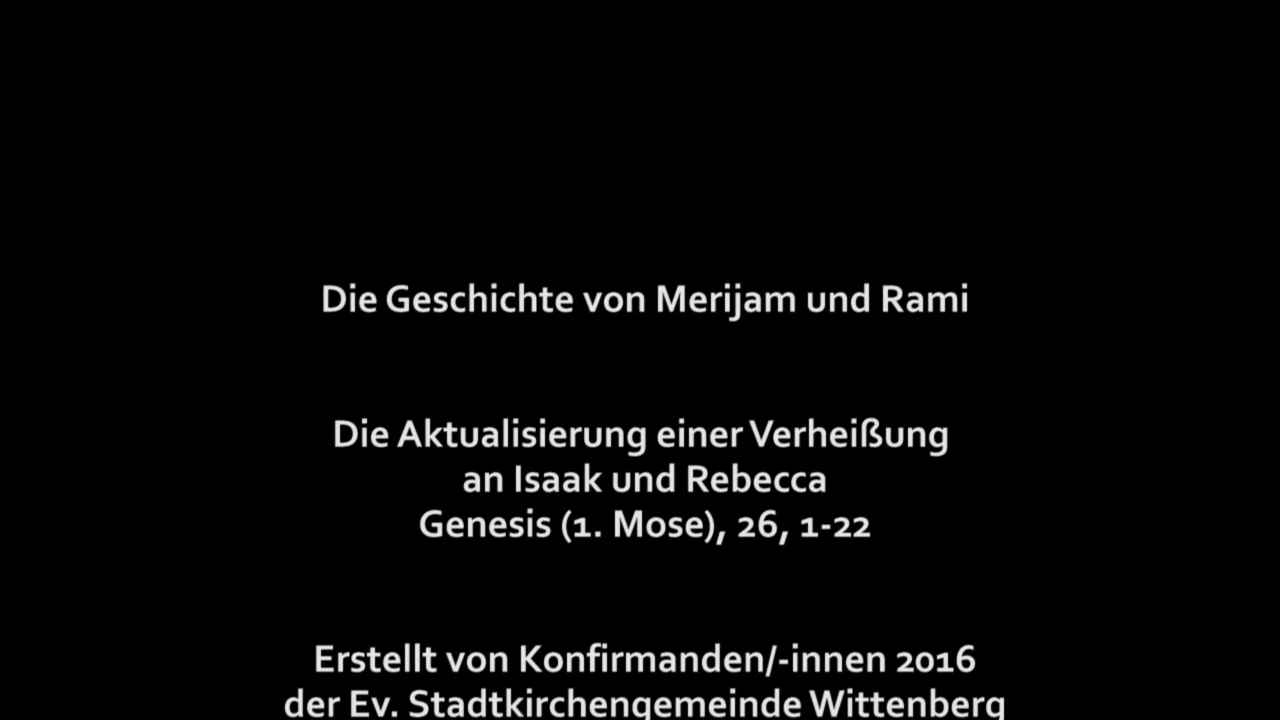 Die Geschichte von Merijam und Rami
Die Aktualisierung einer Verheißung
an Isaak und Rebecca
Genesis (1. Mose), 26, 1-22
Erstellt von Konfirmanden/-innen 2016
der Ev. Stadtkirchengemeinde Wittenberg